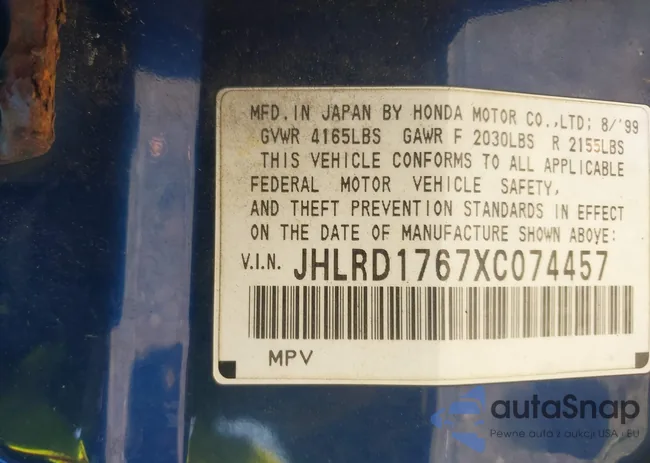 MFD. IN JAPAN BY HONDA MOTOR CO.,LTD; 8/'99
GVWR 4165LBS GAWR F 2030LBS R 2155LBS
THIS VEHICLE CONFORMS TO ALL APPLICABLE
FEDERAL MOTOR VEHICLE SAFETY,
AND THEFT PREVENTION STANDARDS IN EFFECT
ON THE DATE OF MANUFACTURE SHOWN ABOVE:
V.I.N. JHLRD1767XC074457
MPV
autaSnap
Pewne auta z aukcji USA i EU